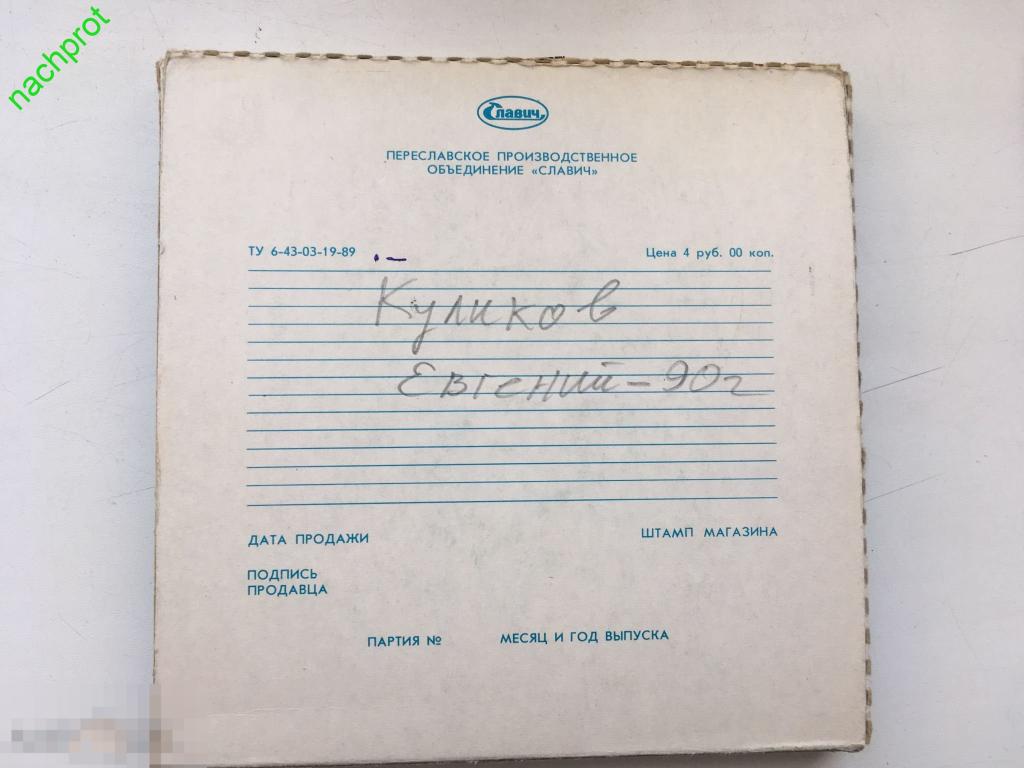 nachprot
Славич
ПЕРЕСЛАВСКОЕ ПРОИЗВОДСТВЕННОЕ
ОБЪЕДИНЕНИЕ «СЛАВИЧ»
ТУ 6-43-03-19-89 Цена 4 руб. 00 коп.
Куликов
Евгений - 90г
ДАТА ПРОДАЖИ ШТАМП МАГАЗИНА
ПОДПИСЬ
ПРОДАВЦА
ПАРТИЯ № МЕСЯЦ И ГОД ВЫПУСКА